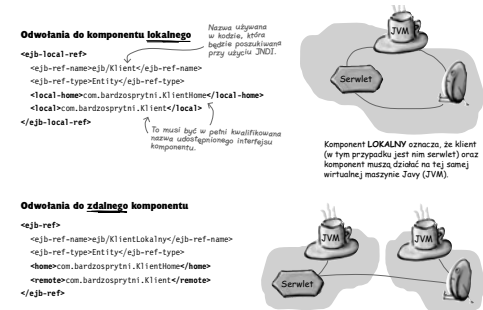 Odwołania do komponentu lokalnego
Nazwa używana
w kodzie, która
będzie poszukiwana
przy użyciu JNDI.
<ejb-local-ref>
<ejb-ref-name>ejb/Klient</ejb-ref-name>
<ejb-ref-type>Entity</ejb-ref-type>
<local-home>com.bardzosprytni.KlientHome</local-home>
<local>com.bardzosprytni.Klient</local>
</ejb-local-ref>
To musi być w pełni kwalifikowana
nazwa udostępnionego interfejsu
komponentu.
JVM
Serwlet
Komponent LOKALNY oznacza, że klient
(w tym przypadku jest nim serwlet) oraz
komponent muszą działać na tej samej
wirtualnej maszynie Javy (JVM).
Odwołania do zdalnego komponentu
<ejb-ref>
<ejb-ref-name>ejb/KlientLokalny</ejb-ref-name>
<ejb-ref-type>Entity</ejb-ref-type>
<home>com.bardzosprytni.KlientHome</home>
<remote>com.bardzosprytni.Klient</remote>
</ejb-ref>
JVM
JVM
Serwlet